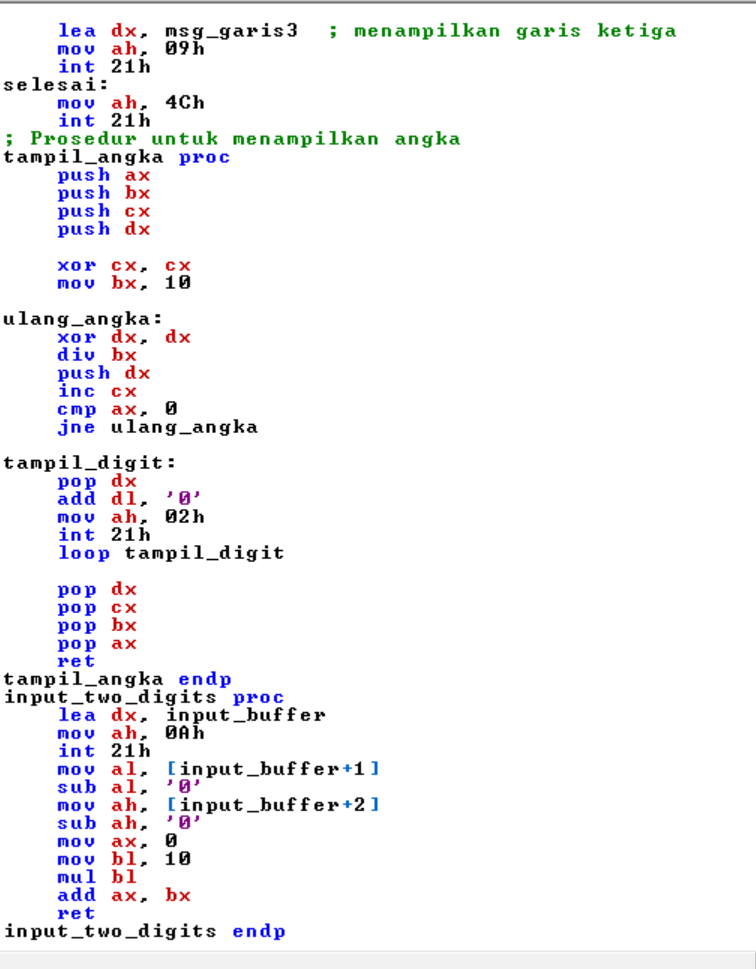 lea dx, msg_garis3  ; menampilkan garis ketiga
mov ah, 09h
int 21h
selesai:
mov ah, 4Ch
int 21h
; Prosedur untuk menampilkan angka
tampil_angka proc
push ax
push bx
push cx
push dx
xor cx, cx
mov bx, 10
ulang_angka:
xor dx, dx
div bx
push dx
inc cx
cmp ax, 0
jne ulang_angka
tampil_digit:
pop dx
add dl, '0'
mov ah, 02h
int 21h
loop tampil_digit
pop dx
pop cx
pop bx
pop ax
ret
tampil_angka endp
input_two_digits proc
lea dx, input_buffer
mov ah, 0Ah
int 21h
mov al, [input_buffer+1]
sub al, '0'
mov ah, [input_buffer+2]
sub ah, '0'
mov ax, 0
mov bl, 10
mul bl
add ax, bx
ret
input_two_digits endp